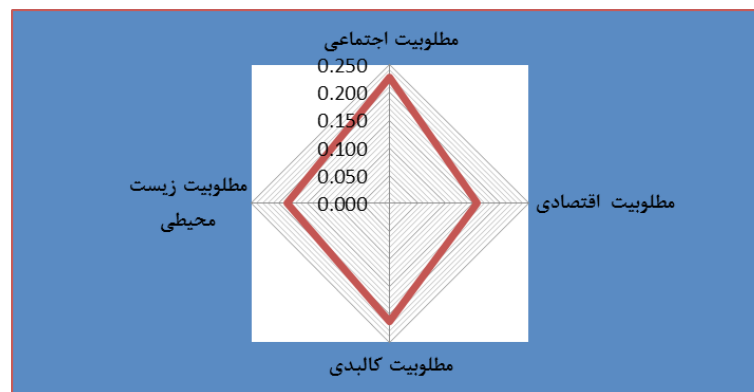 مطلوبیت اجتماعی
0.250
0.200
0.150
0.100
0.050
0.000
مطلوبیت اقتصادی
مطلوبیت کالبدی
مطلوبیت زیست
محیطی